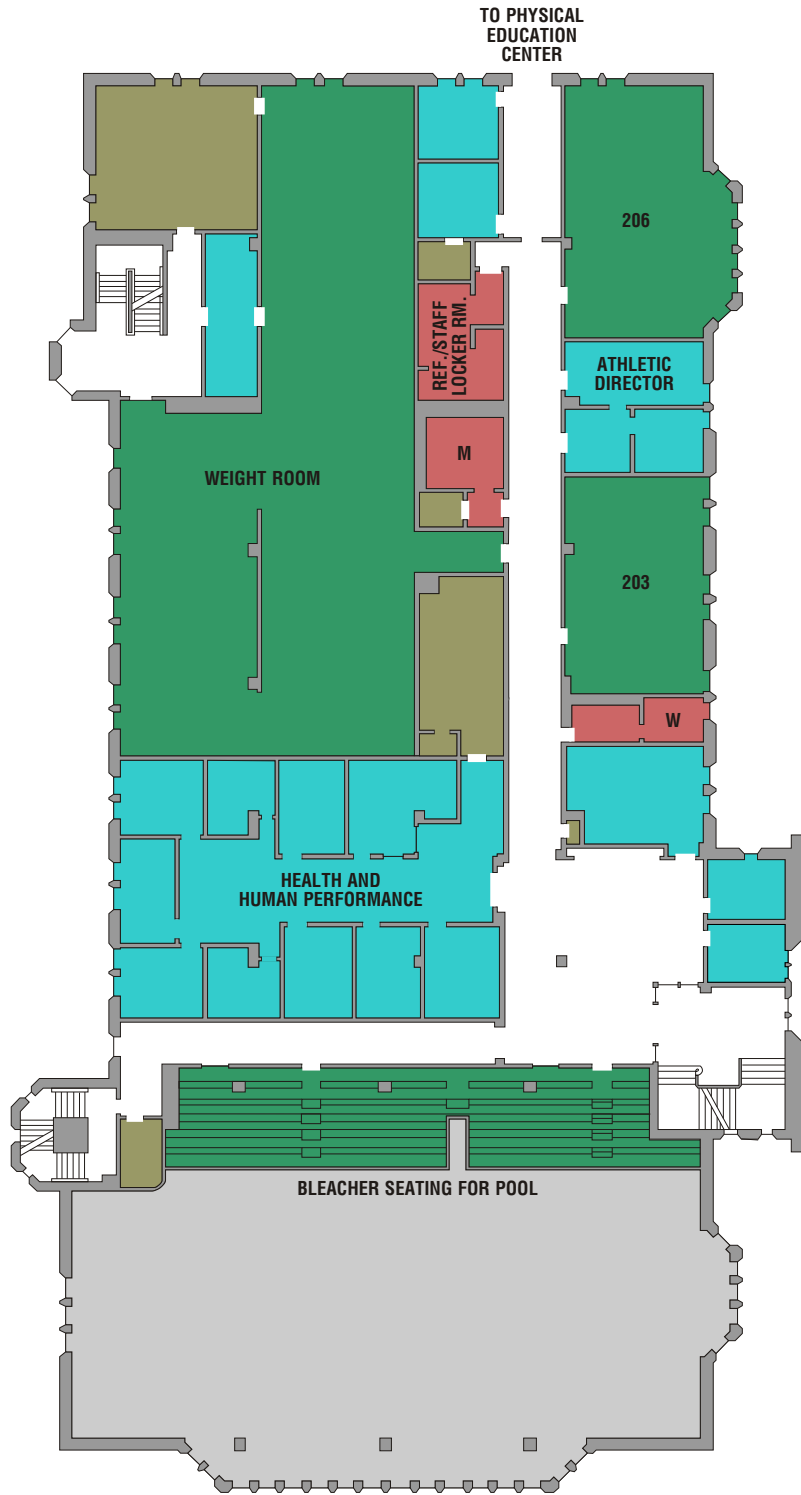 TO PHYSICAL
EDUCATION
CENTER
206
REF./STAFF
LOCKER RM.
ATHLETIC
DIRECTOR
M
WEIGHT ROOM
203
W
HEALTH AND
HUMAN PERFORMANCE
BLEACHER SEATING FOR POOL